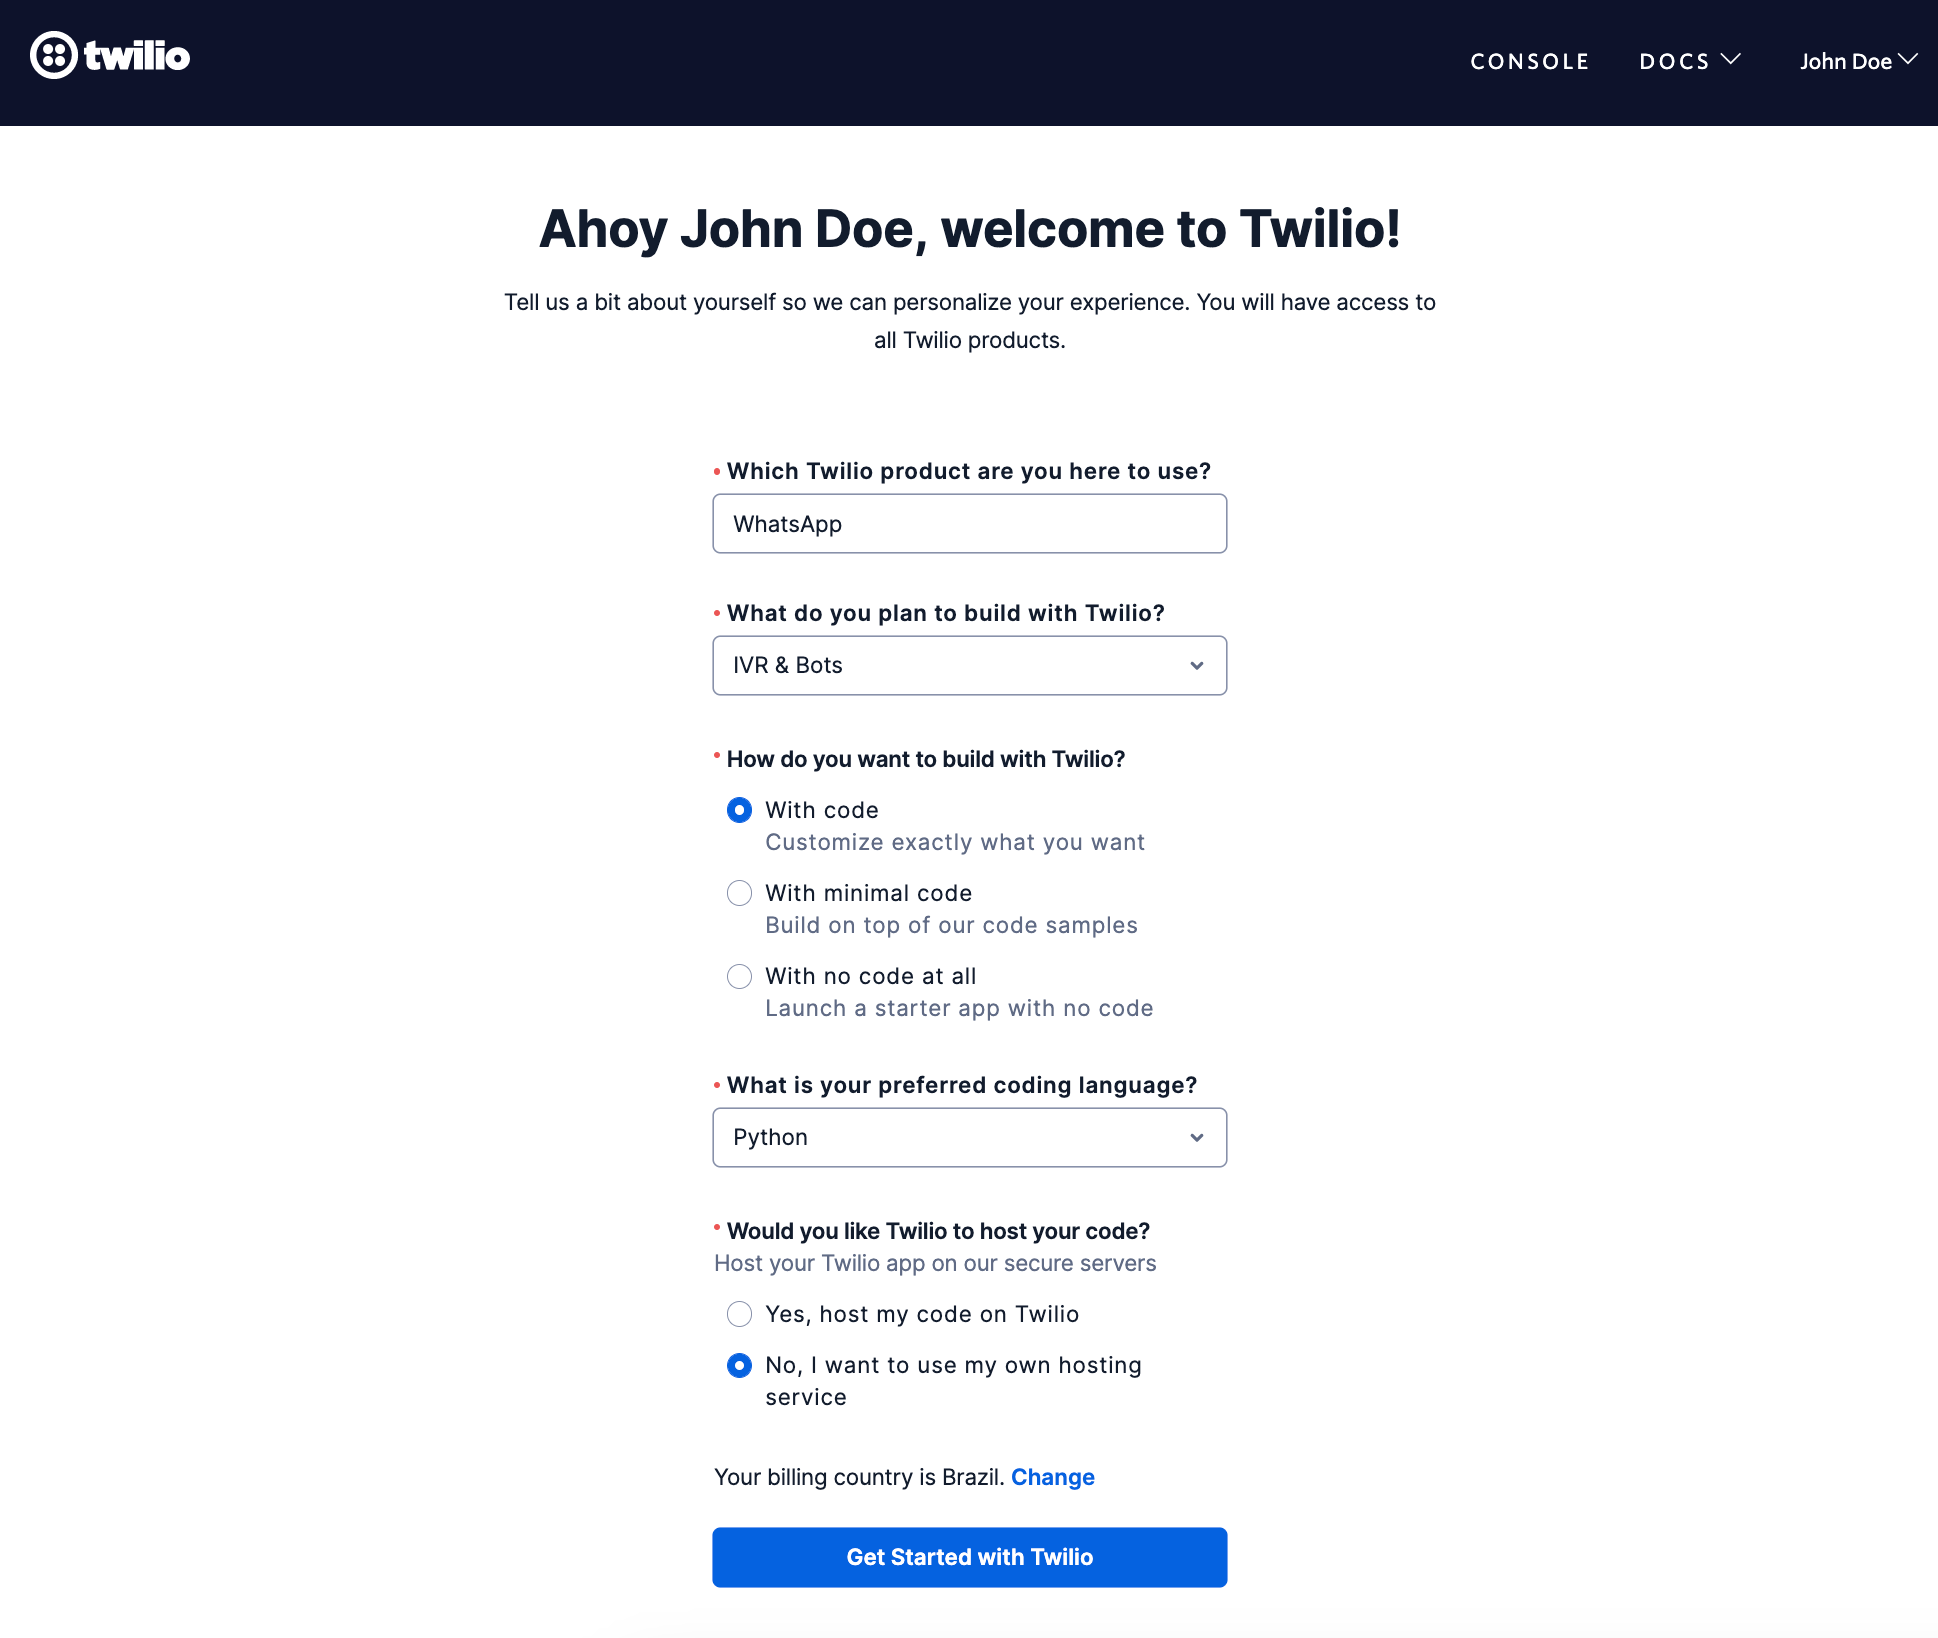 twilio
CONSOLE
DOCS
John Doe
Ahoy John Doe, welcome to Twilio!
Tell us a bit about yourself so we can personalize your experience. You will have access to
all Twilio products.
Which Twilio product are you here to use?
WhatsApp
What do you plan to build with Twilio?
IVR & Bots
How do you want to build with Twilio?
With code
Customize exactly what you want
With minimal code
Build on top of our code samples
With no code at all
Launch a starter app with no code
What is your preferred coding language?
Python
Would you like Twilio to host your code?
Host your Twilio app on our secure servers
Yes, host my code on Twilio
No, I want to use my own hosting
service
Your billing country is Brazil. Change
Get Started with Twilio